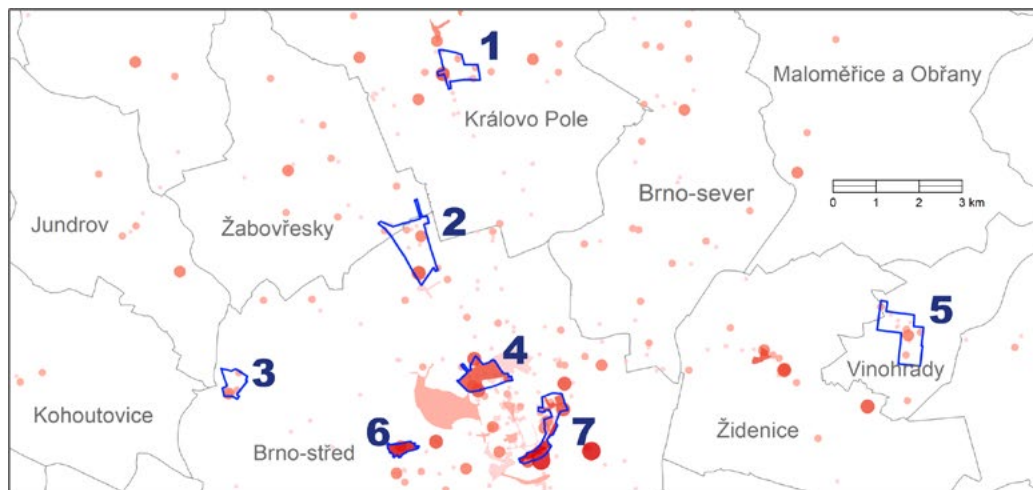 1
Maloměřice a Obřany
Královo Pole
Brno-sever
0 1 2 3 km
Jundrov
Žabovřesky
2
5
4
3
Vinohrady
Kohoutovice
6
7
Brno-střed
Židenice